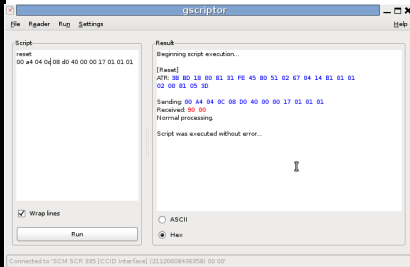 gscriptor
File Reader Run Settings Help
Script
reset
00 a4 04 0c 08 d0 40 00 00 17 01 01 01
Wrap lines
Run
Result
Beginning script execution...
[Reset]
ATR: 3B BD 18 00 81 31 FE 45 80 51 02 67 04 14 B1 01 01
02 00 81 05 3D
Sending: 00 A4 04 0C 08 D0 40 00 00 17 01 01 01
Received: 90 00
Normal processing.
Script was executed without error...
ASCII
Hex
Connected to 'SCM SCR 335 [CCID Interface] (21120608436358) 00 00'